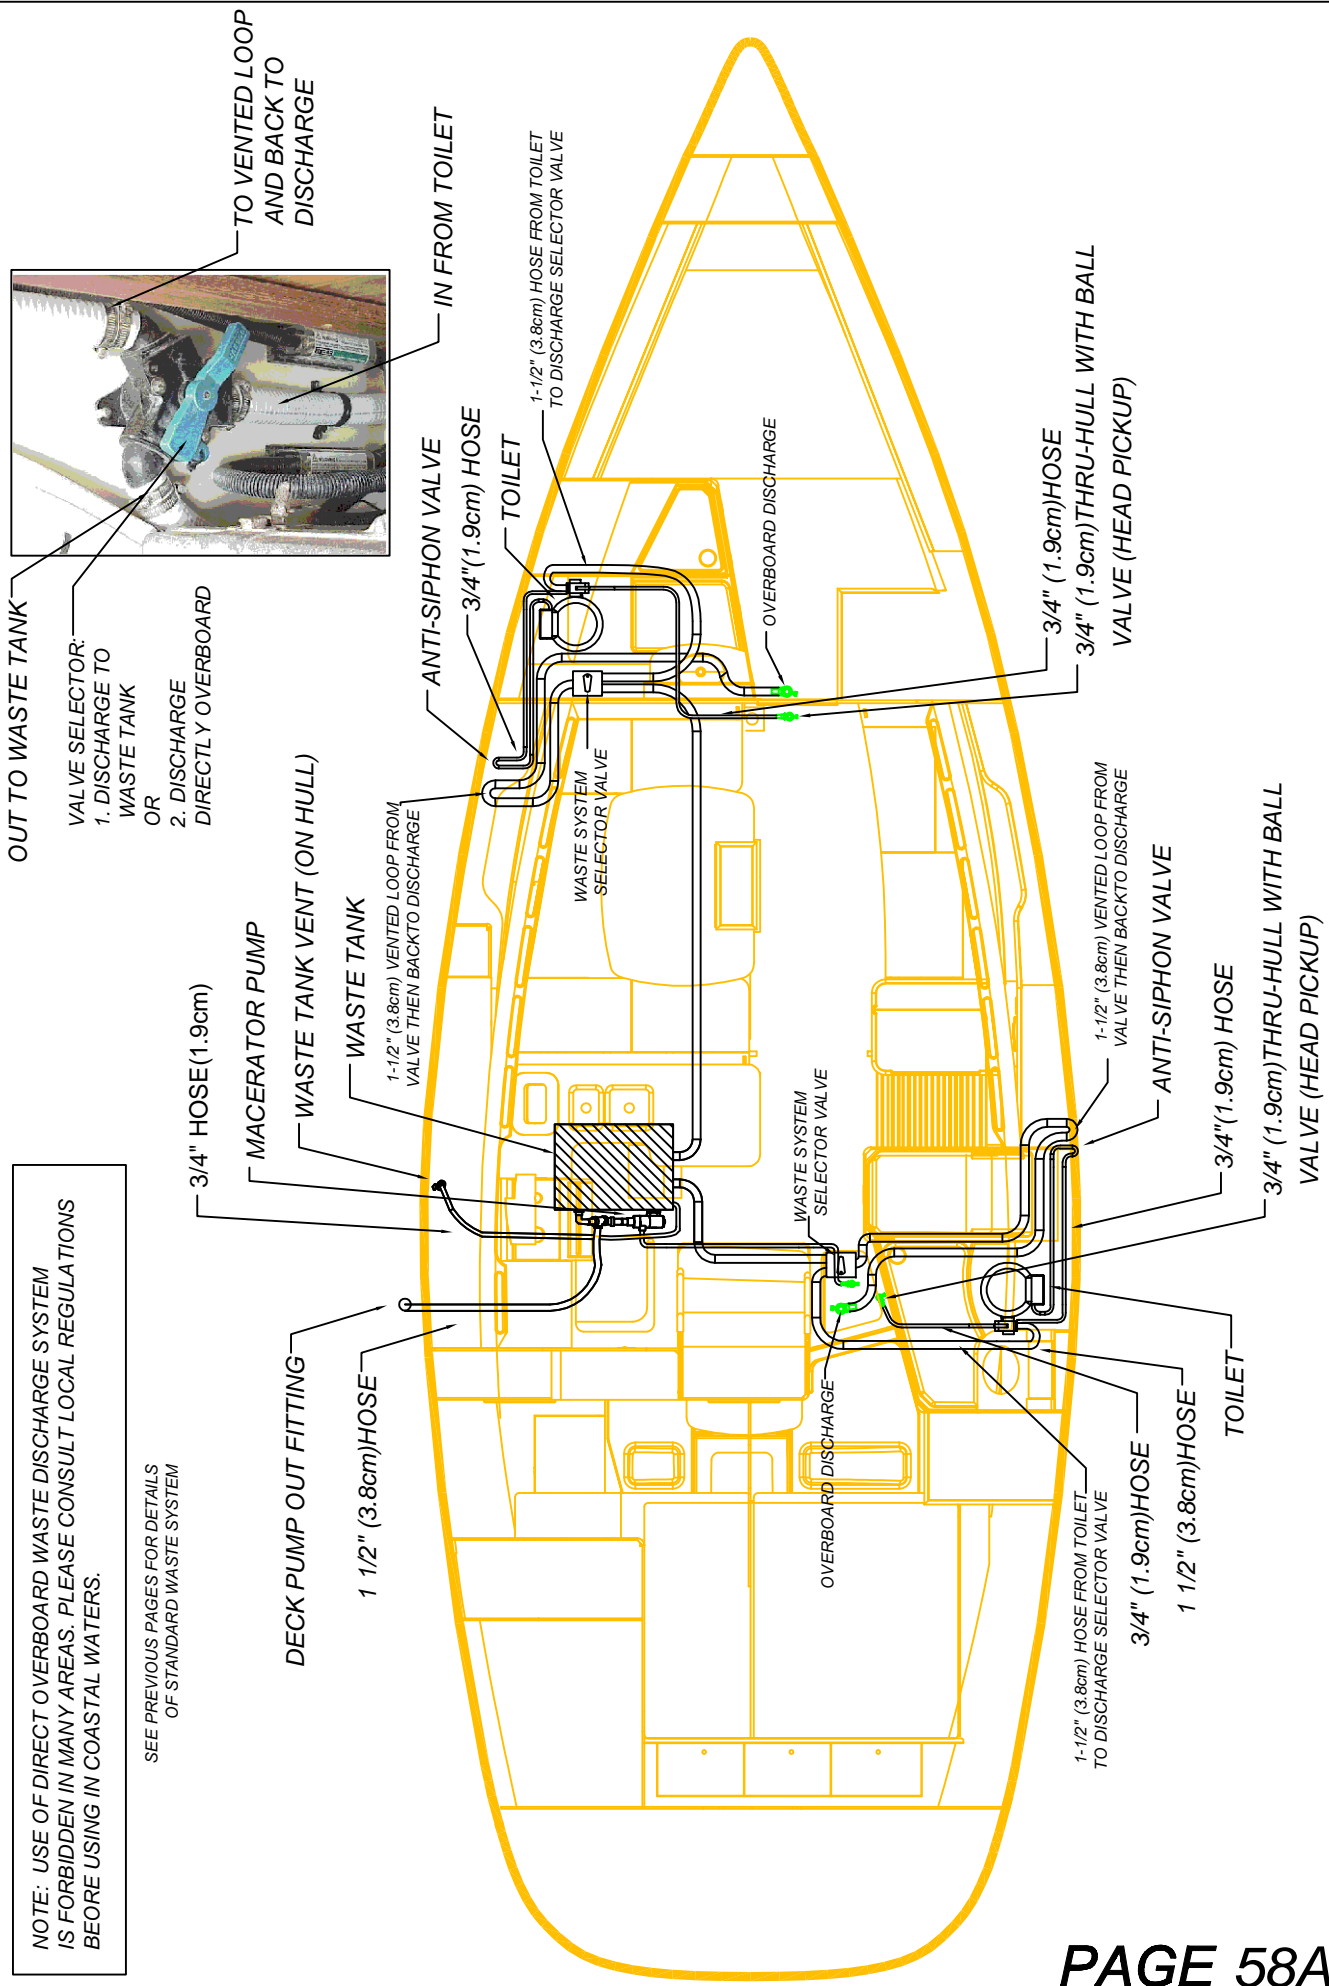 NOTE: USE OF DIRECT OVERBOARD WASTE DISCHARGE SYSTEM
IS FORBIDDEN IN MANY AREAS. PLEASE CONSULT LOCAL REGULATIONS
BEORE USING IN COASTAL WATERS.
SEE PREVIOUS PAGES FOR DETAILS
OF STANDARD WASTE SYSTEM
OUT TO WASTE TANK
VALVE SELECTOR:
1. DISCHARGE TO
WASTE TANK
OR
2. DISCHARGE
DIRECTLY OVERBOARD
TO VENTED LOOP
AND BACK TO
DISCHARGE
IN FROM TOILET
3/4" HOSE(1.9cm)
MACERATOR PUMP
WASTE TANK VENT (ON HULL)
WASTE TANK
1-1/2" (3.8cm) VENTED LOOP FROM
VALVE THEN BACKTO DISCHARGE
ANTI-SIPHON VALVE
3/4"(1.9cm) HOSE
TOILET
1-1/2" (3.8cm) HOSE FROM TOILET
TO DISCHARGE SELECTOR VALVE
DECK PUMP OUT FITTING
1 1/2" (3.8cm)HOSE
WASTE SYSTEM
SELECTOR VALVE
OVERBOARD DISCHARGE
3/4" (1.9cm)HOSE
3/4" (1.9cm)THRU-HULL WITH BALL
VALVE (HEAD PICKUP)
WASTE SYSTEM
SELECTOR VALVE
OVERBOARD DISCHARGE
1-1/2" (3.8cm) VENTED LOOP FROM
VALVE THEN BACKTO DISCHARGE
ANTI-SIPHON VALVE
3/4"(1.9cm) HOSE
3/4" (1.9cm)THRU-HULL WITH BALL
VALVE (HEAD PICKUP)
1-1/2" (3.8cm) HOSE FROM TOILET
TO DISCHARGE SELECTOR VALVE
3/4" (1.9cm)HOSE
1 1/2" (3.8cm)HOSE
TOILET
PAGE 58A